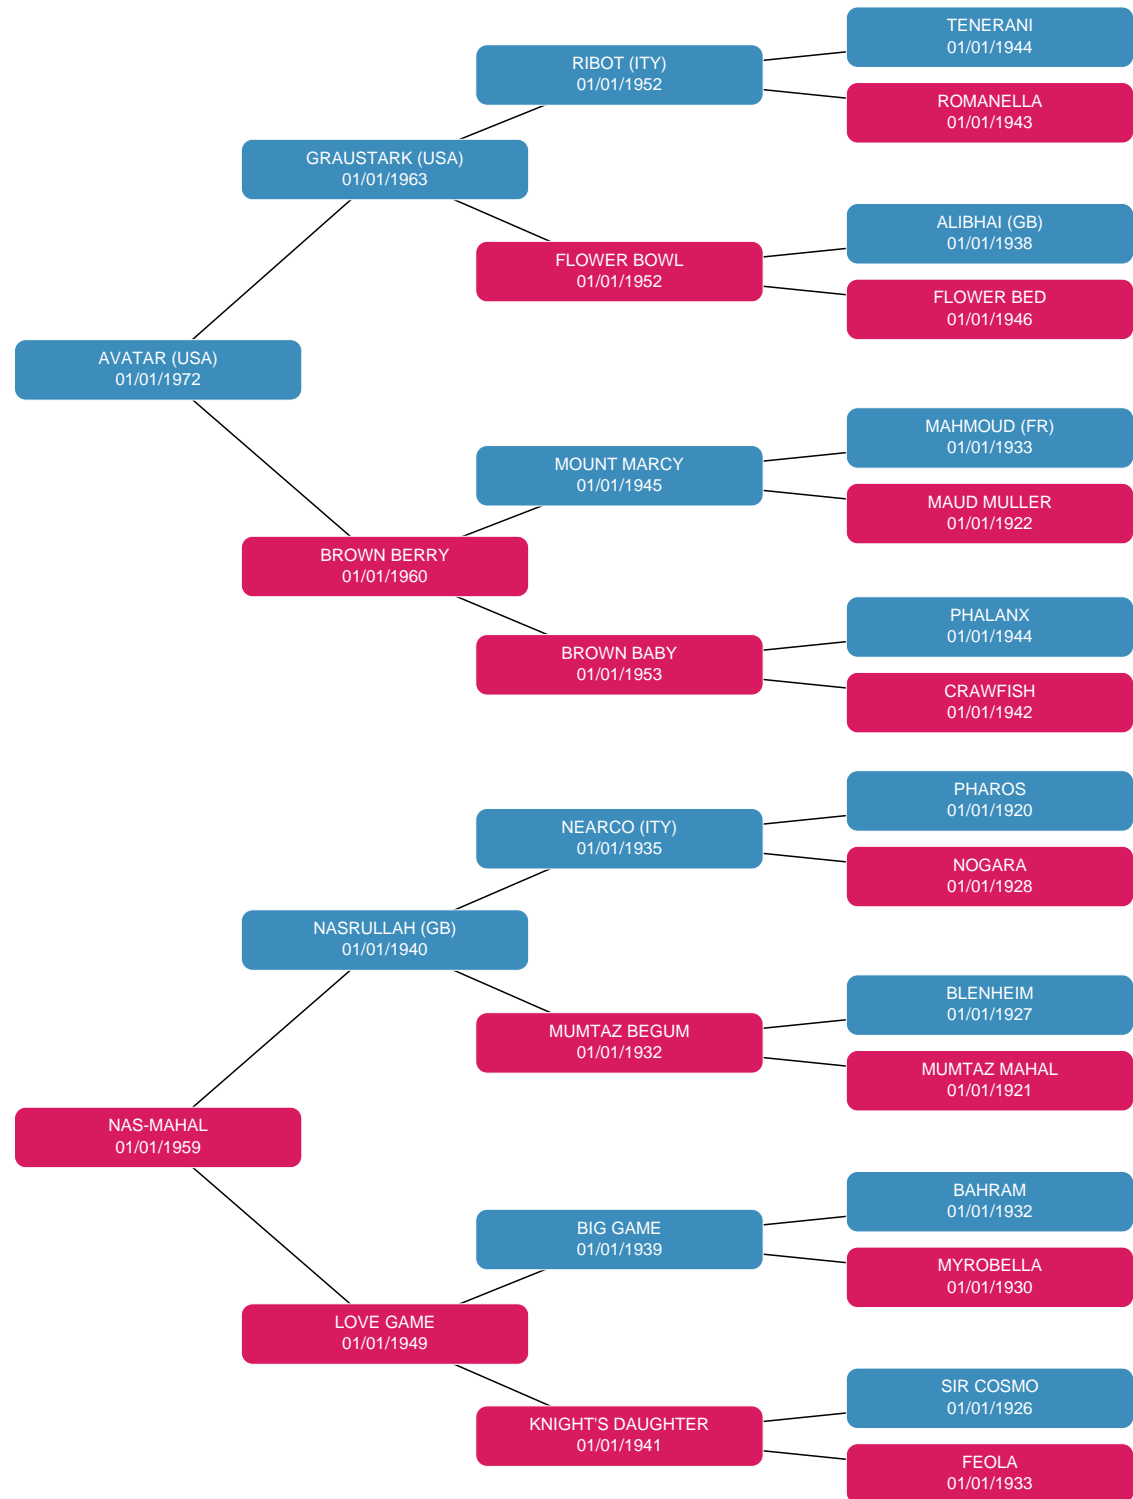 TENERANI
01/01/1944
RIBOT (ITY)
01/01/1952
ROMANELLA
01/01/1943
GRAUSTARK (USA)
01/01/1963
ALIBHAI (GB)
01/01/1938
FLOWER BOWL
01/01/1952
FLOWER BED
01/01/1946
AVATAR (USA)
01/01/1972
MAHMOUD (FR)
01/01/1933
MOUNT MARCY
01/01/1945
MAUD MULLER
01/01/1922
BROWN BERRY
01/01/1960
PHALANX
01/01/1944
BROWN BABY
01/01/1953
CRAWFISH
01/01/1942
PHAROS
01/01/1920
NEARCO (ITY)
01/01/1935
NOGARA
01/01/1928
NASRULLAH (GB)
01/01/1940
BLENHEIM
01/01/1927
MUMTAZ BEGUM
01/01/1932
MUMTAZ MAHAL
01/01/1921
NAS-MAHAL
01/01/1959
BAHRAM
01/01/1932
BIG GAME
01/01/1939
MYROBELLA
01/01/1930
LOVE GAME
01/01/1949
SIR COSMO
01/01/1926
KNIGHT'S DAUGHTER
01/01/1941
FEOLA
01/01/1933